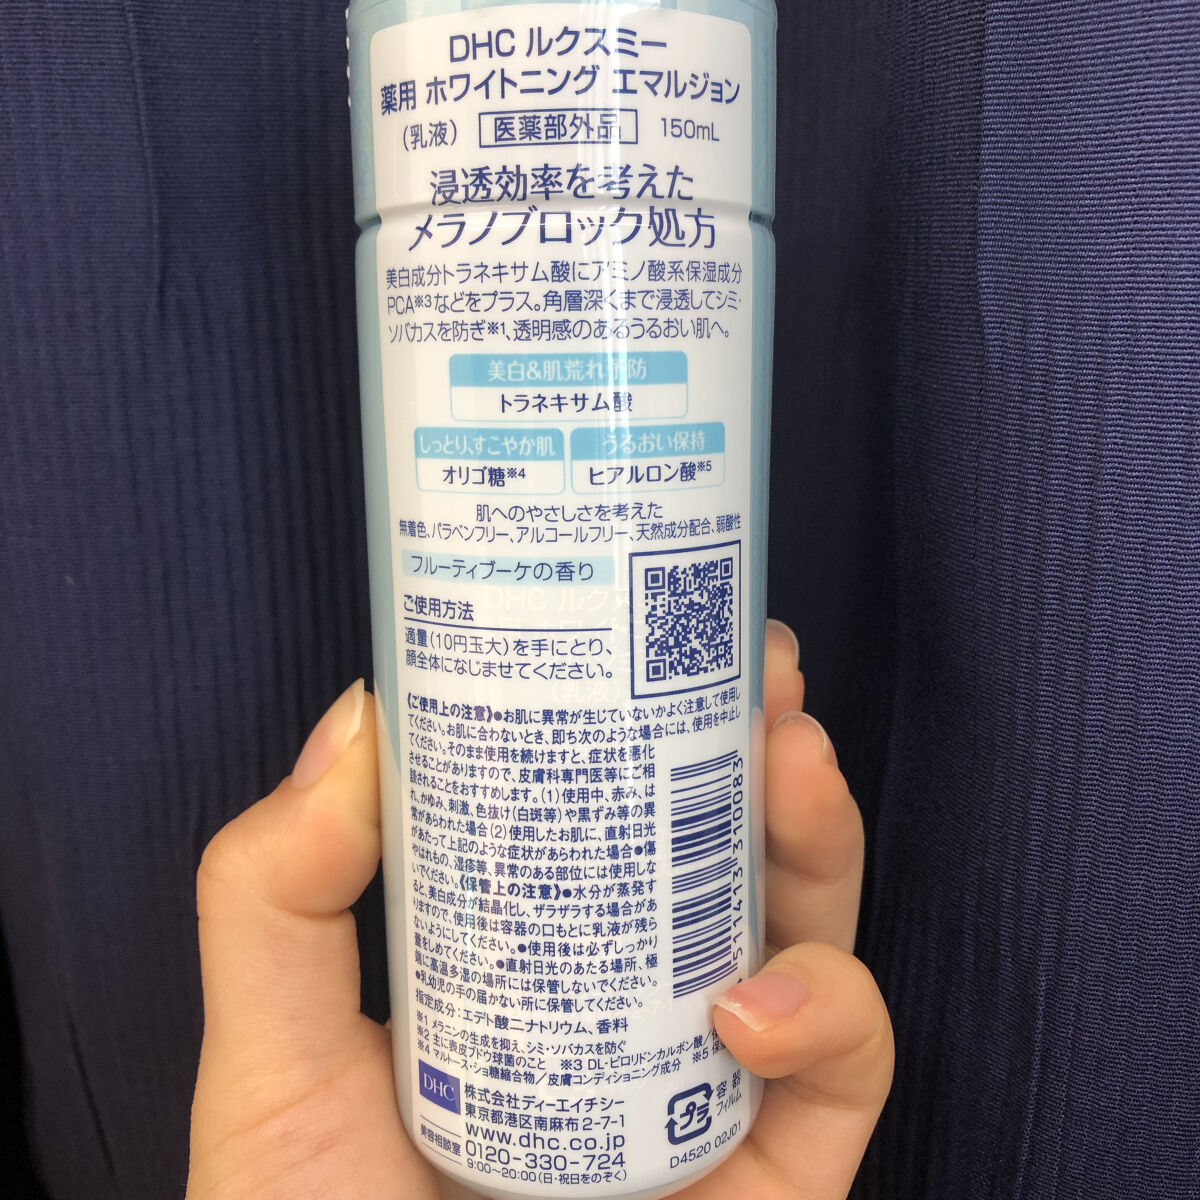 DHC ルクスミー
薬用 ホワイトニング エマルジョン
（乳液） 医薬部外品 150mL
浸透効率を考えた
メラノブロック処方
美白成分トラネキサム酸にアミノ酸系保湿成分
PCA※3などをプラス。角層深くまで浸透してシミ・
ソバカスを防ぎ※1、透明感のあるうるおい肌へ。
美白&肌荒れ予防
トラネキサム酸
しっとり、すこやか肌
オリゴ糖※4
うるおい保持
ヒアルロン酸※5
肌へのやさしさを考えた
無着色、パラベンフリー、アルコールフリー、天然成分配合、弱酸性
フルーティブーケの香り
ご使用方法
適量（10円玉大）を手にとり、
顔全体になじませてください。
《ご使用上の注意》●お肌に異常が生じていないかよく注意して使用し
てください。お肌に合わないとき、即ち次のような場合には、使用を中止し
てください。そのまま使用を続けますと、症状を悪化
させることがありますので、皮膚科専門医等にご相
談されることをおすすめします。(1)使用中、赤み、は
れ、かゆみ、刺激、色抜け(白斑等)や黒ずみ等の異
常があらわれた場合(2)使用したお肌に、直射日光
があたって上記のような症状があらわれた場合●傷
やはれもの、湿疹等、異常のある部位には使用しな
いでください。《保管上の注意》●水分が蒸発す
ると、美白成分が結晶化し、ザラザラする場合があ
りますので、使用後は容器の口もとに乳液が残ら
ないようにしてください。●使用後は必ずしっかり
蓋をしめてください。●直射日光のあたる場所、極
端に高温多湿の場所には保管しないでください。
●乳幼児の手の届かない所に保管してください。
指定成分：エデト酸二ナトリウム、香料
※1 メラニンの生成を抑え、シミ・ソバカスを防ぐ
※2 主に表皮ブドウ球菌のこと ※3 DL-ピロリドンカルボン酸／保
※4 マルトース・ショ糖縮合物／皮膚コンディショニング成分 ※5 保湿
DHC
株式会社ディーエイチシー
東京都港区南麻布2-7-1
www.dhc.co.jp
美容相談室 0120-330-724
9:00～20:00（日・祝日をのぞく）
プラ
容器
フィルム
D4520 02J01
511413 310083